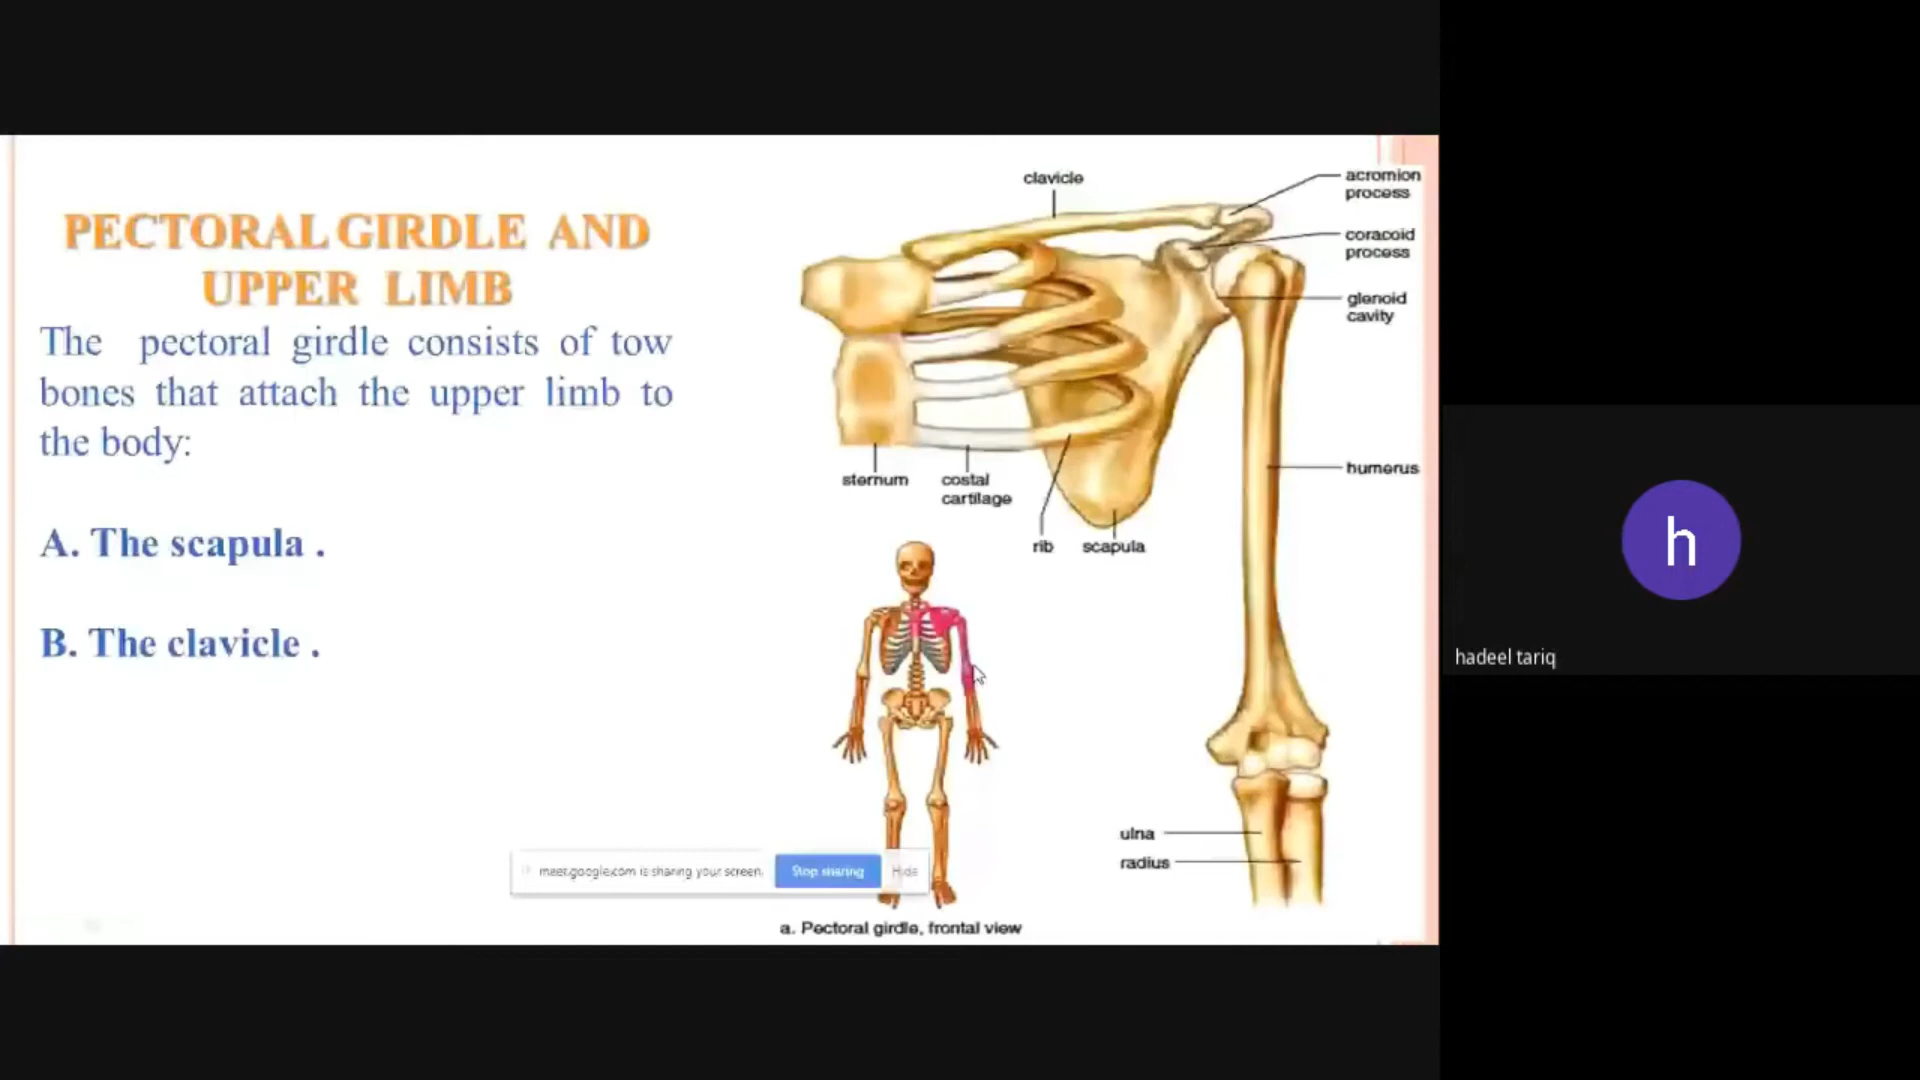 PECTORAL GIRDLE AND
UPPER LIMB
The pectoral girdle consists of tow
bones that attach the upper limb to
the body:
A. The scapula .
B. The clavicle .
clavicle
acromion
process
coracoid
process
glenoid
cavity
humerus
sternum
costal
cartilage
rib
scapula
ulna
radius
meet.google.com is sharing your screen.
Stop sharing
Hide
a. Pectoral girdle, frontal view
h
hadeel tariq